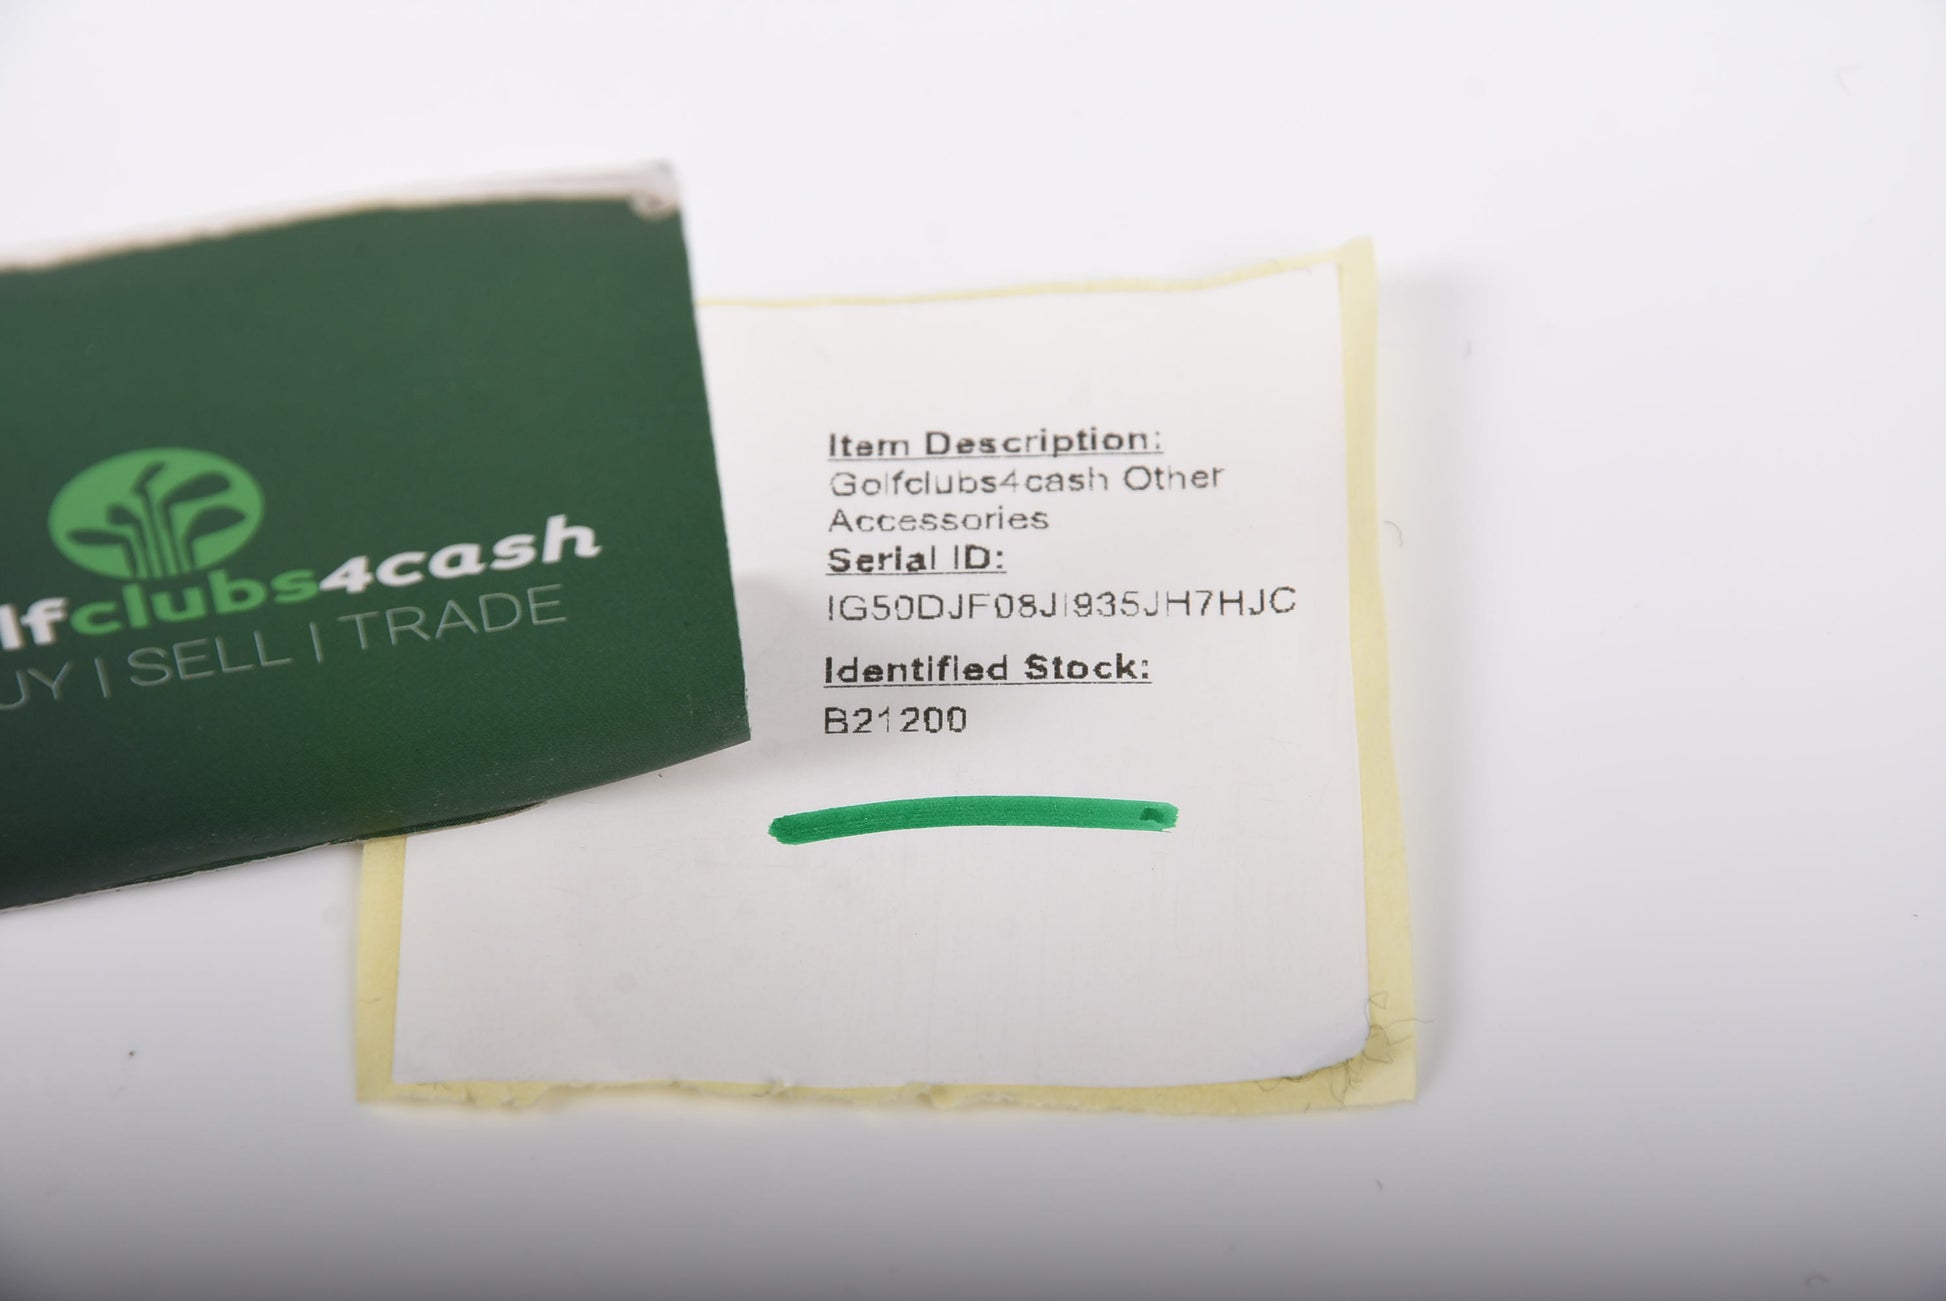 lfclubs4cash
UY | SELL | TRADE
Item Description:
Golfclubs4cash Other
Accessories
Serial ID:
IG50DJF08JI935JH7HJC
Identified Stock:
B21200